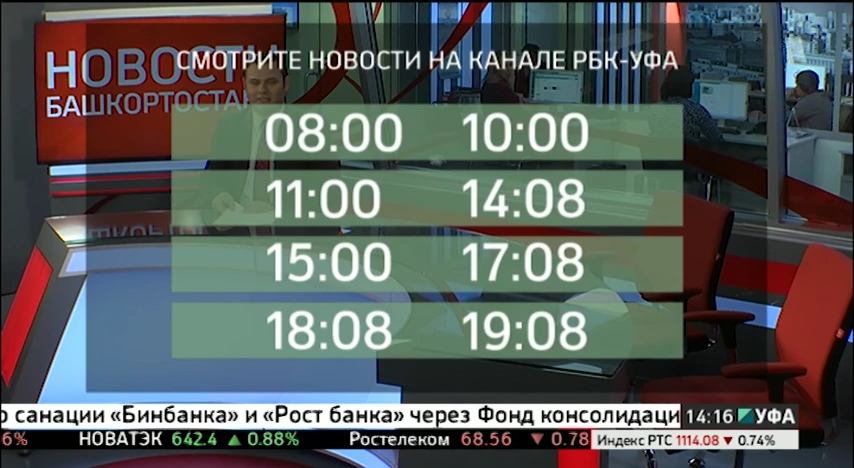 СМОТРИТЕ НОВОСТИ НА КАНАЛЕ РБК-УФА
НОВОСТИ
БАШКОРТОСТАН
08:00 10:00
11:00 14:08
15:00 17:08
18:08 19:08
о санации «Бинбанка» и «Рост банка» через Фонд консолидаци 14:16 УФА
6% НОВАТЭК 642.4 ▲ 0.88% Ростелеком 68.56 ▼ 0.78 Индекс РТС 1114.08 ▼ 0.74%